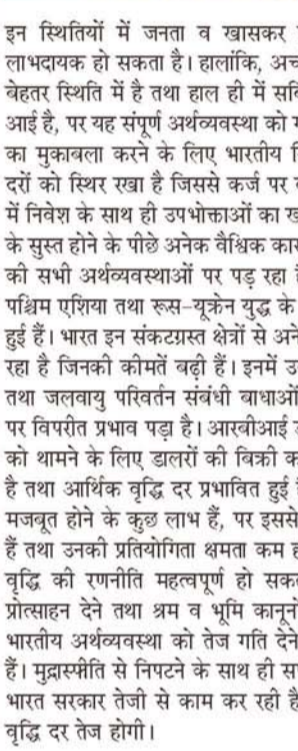 इन स्थितियों में जनता व खासकर
लाभदायक हो सकता है। हालांकि, अच
बेहतर स्थिति में है तथा हाल ही में सवि
आई है, पर यह संपूर्ण अर्थव्यवस्था को
का मुकाबला करने के लिए भारतीय
दरों को स्थिर रखा है जिससे कर्ज पर
में निवेश के साथ ही उपभोक्ताओं का ख
के सुस्त होने के पीछे अनेक वैश्विक कार
की सभी अर्थव्यवस्थाओं पर पड़ रहा
पश्चिम एशिया तथा रूस-यूक्रेन युद्ध के
हुई हैं। भारत इन संकटग्रस्त क्षेत्रों से अने
रहा है जिनकी कीमतें बढ़ी हैं। इनमें उ
तथा जलवायु परिवर्तन संबंधी बाधाओं
पर विपरीत प्रभाव पड़ा है। आरबीआई
को थामने के लिए डालरों की बिक्री क
है तथा आर्थिक वृद्धि दर प्रभावित हुई
मजबूत होने के कुछ लाभ हैं, पर इससे
हैं तथा उनकी प्रतियोगिता क्षमता कम ह
वृद्धि की रणनीति महत्वपूर्ण हो सक
प्रोत्साहन देने तथा श्रम व भूमि कानूनो
भारतीय अर्थव्यवस्था को तेज गति देने
हैं। मुद्रास्फीति से निपटने के साथ ही सा
भारत सरकार तेजी से काम कर रही है
वृद्धि दर तेज होगी।